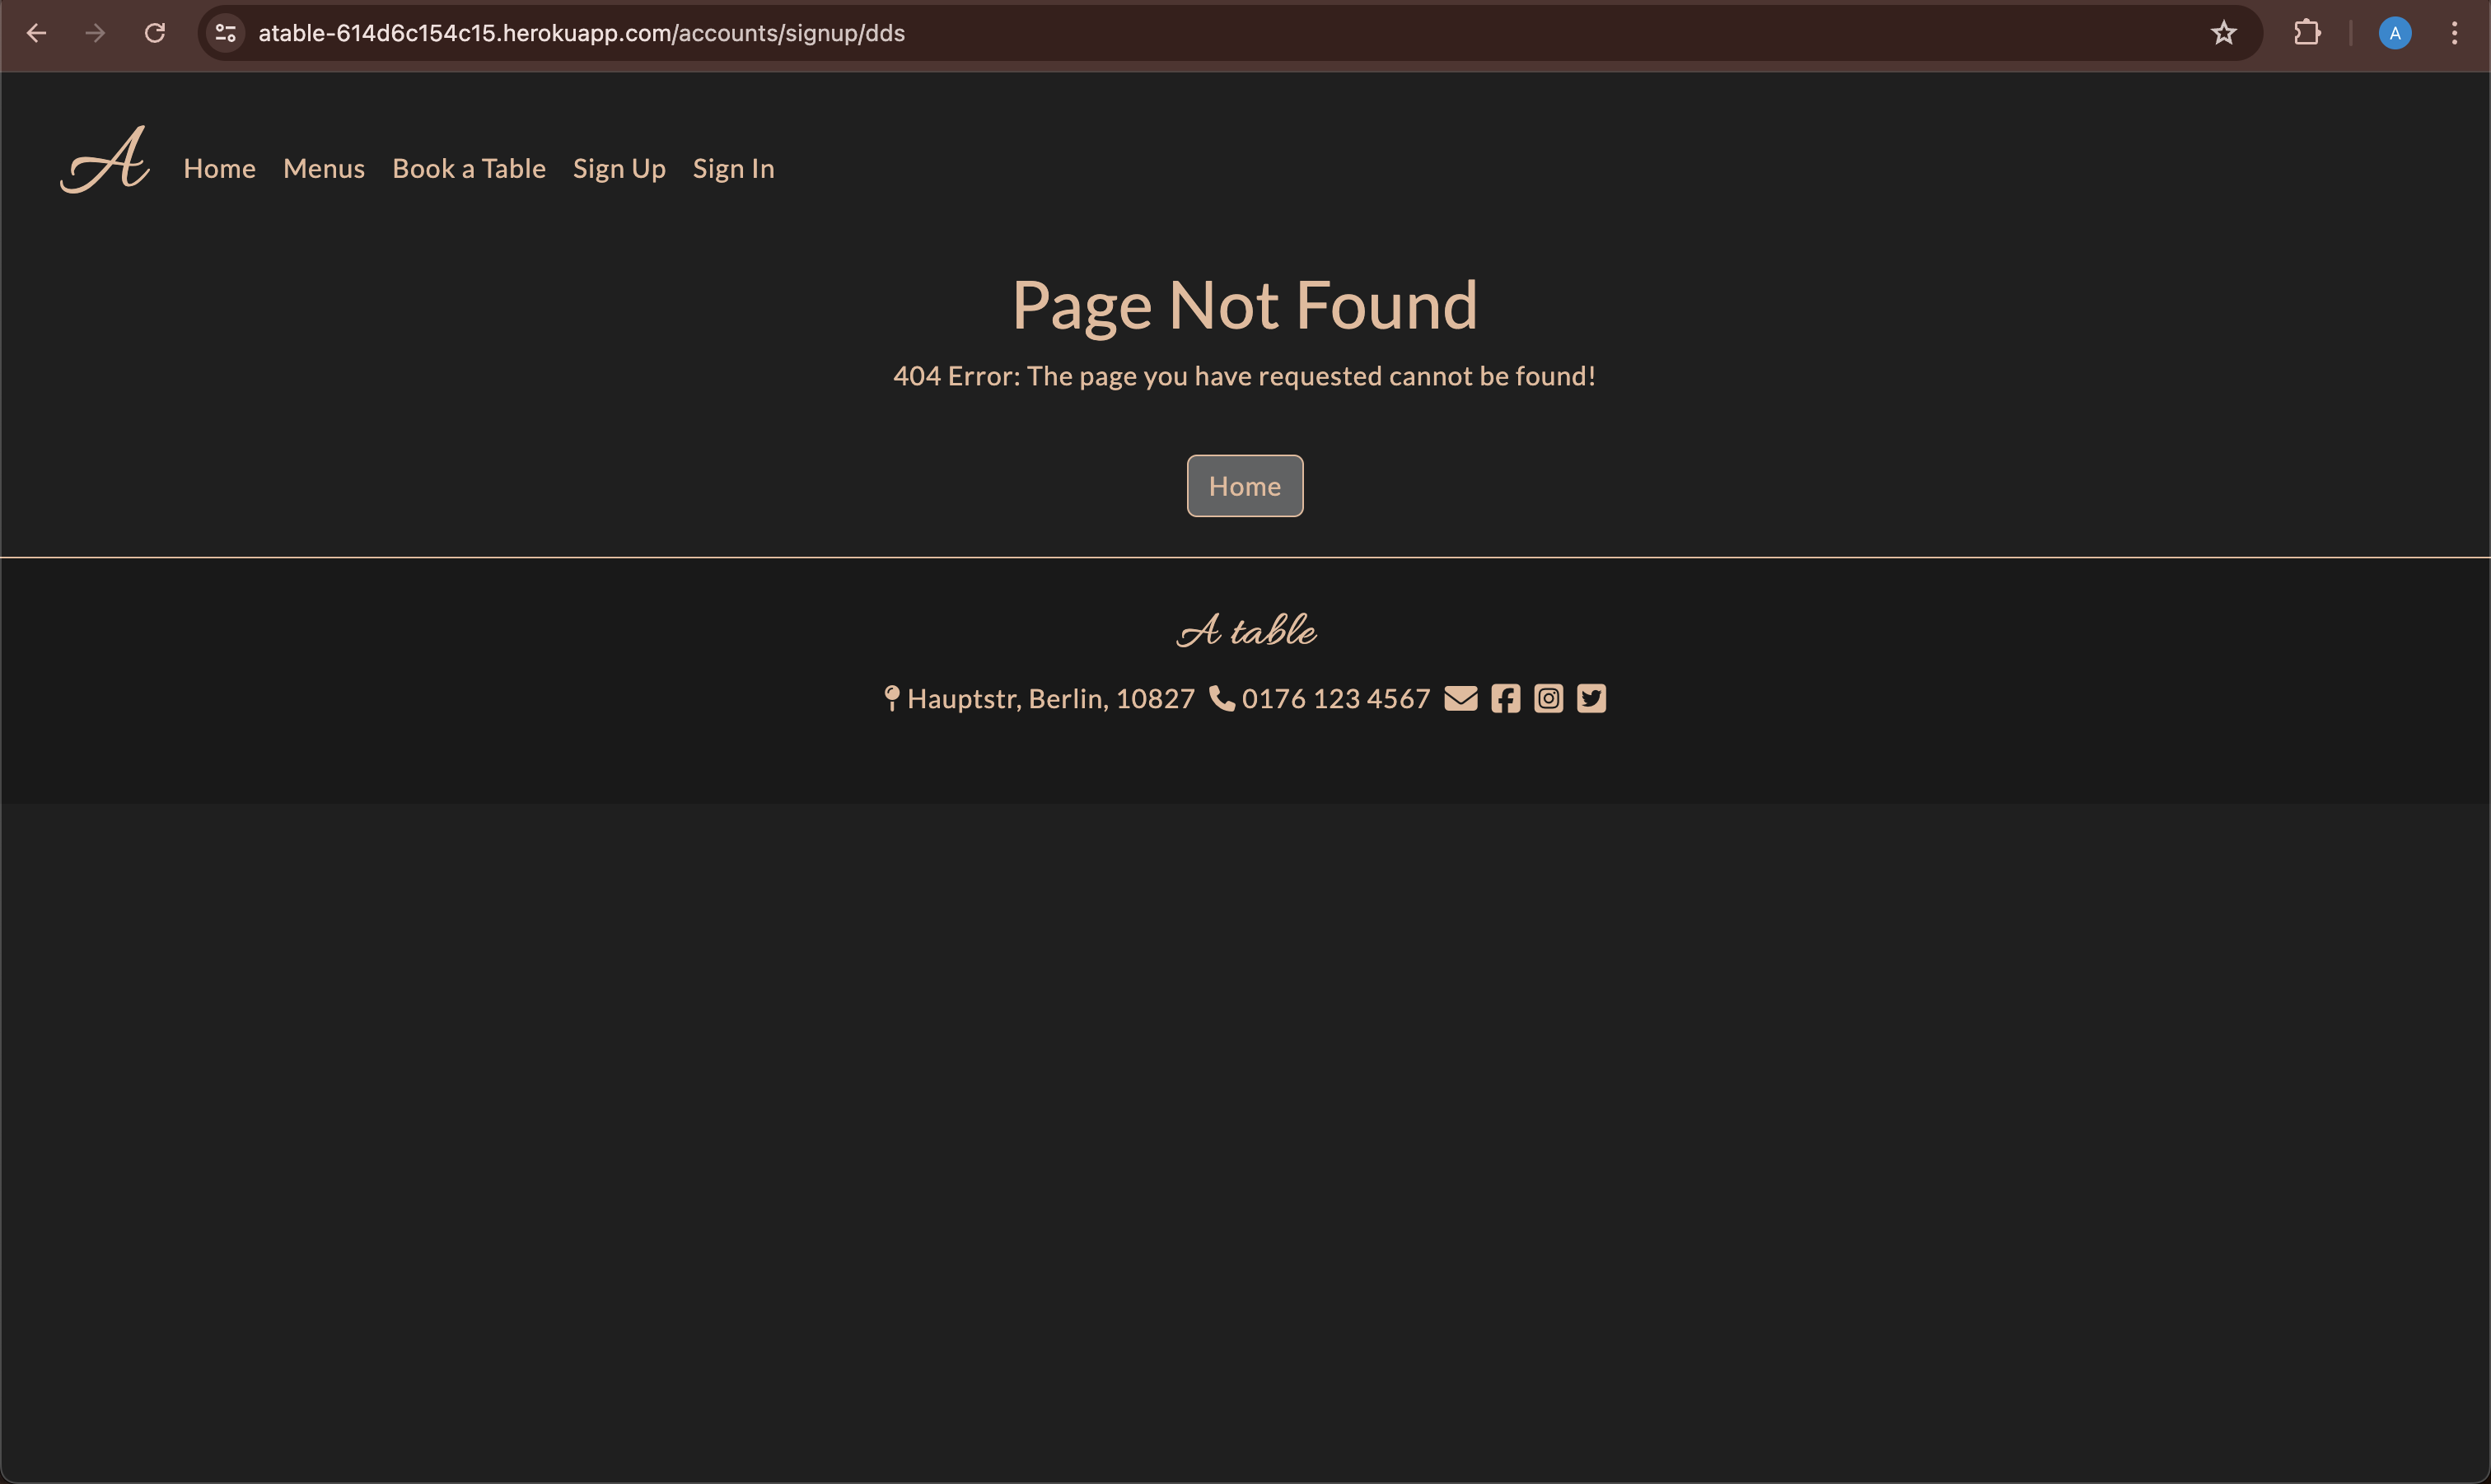 atable-614d6c154c15.herokuapp.com/accounts/signup/dds
A
A Home Menus Book a Table Sign Up Sign In
Page Not Found
404 Error: The page you have requested cannot be found!
Home
A table
Hauptstr, Berlin, 10827 0176 123 4567